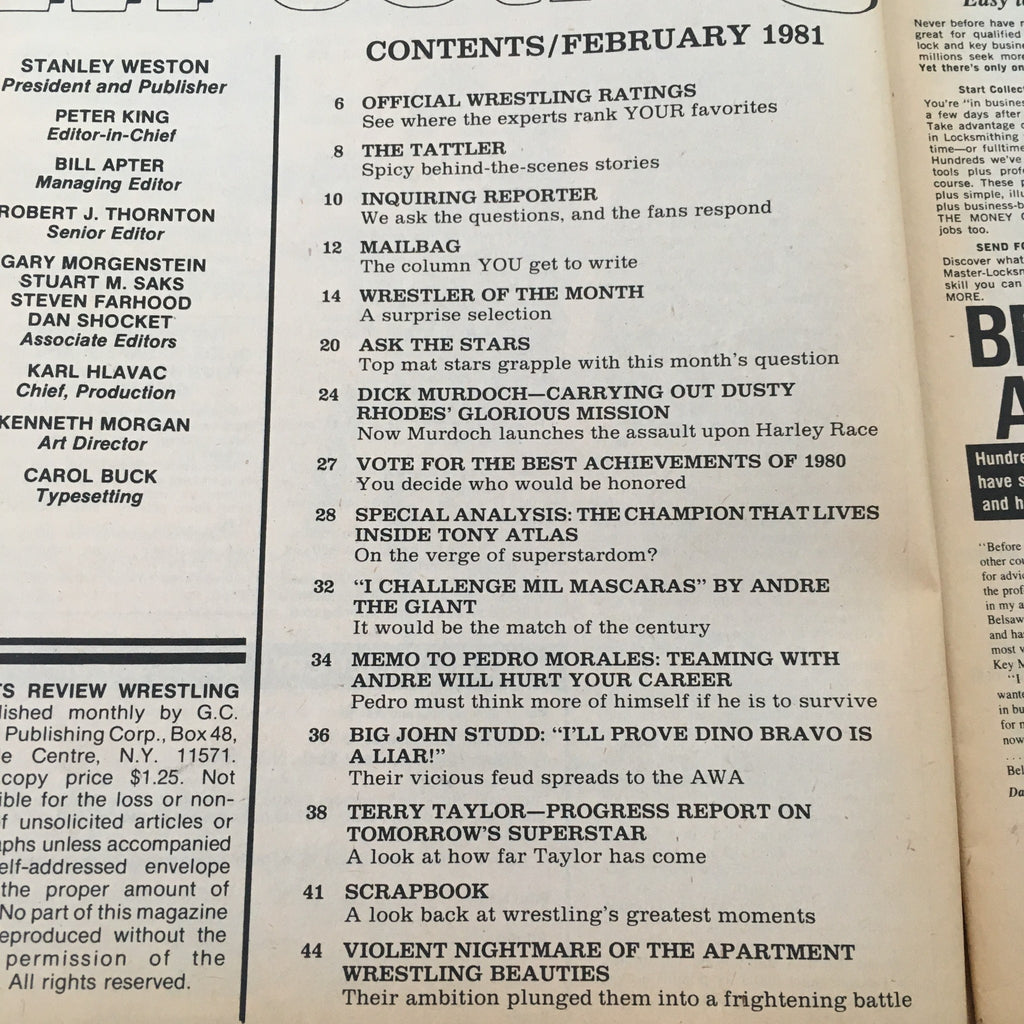 STANLEY WESTON
President and Publisher
PETER KING
Editor-in-Chief
BILL APTER
Managing Editor
ROBERT J. THORNTON
Senior Editor
GARY MORGENSTEIN
STUART M. SAKS
STEVEN FARHOOD
DAN SHOCKET
Associate Editors
KARL HLAVAC
Chief, Production
KENNETH MORGAN
Art Director
CAROL BUCK
Typesetting
REVIEW WRESTLING
monthly by G.C.
Publishing Corp., Box 48,
Centre, N.Y. 11571.
copy price $1.25. Not
for the loss or non-
unsolicited articles or
unless accompanied
envelope
the proper amount of
No part of this magazine
without the
permission of the
All rights reserved.
CONTENTS/FEBRUARY 1981
6 OFFICIAL WRESTLING RATINGS
See where the experts rank YOUR favorites
8 THE TATTLER
Spicy behind-the-scenes stories
10 INQUIRING REPORTER
We ask the questions, and the fans respond
12 MAILBAG
The column YOU get to write
14 WRESTLER OF THE MONTH
A surprise selection
20 ASK THE STARS
Top mat stars grapple with this month's question
24 DICK MURDOCH—CARRYING OUT DUSTY
RHODES' GLORIOUS MISSION
Now Murdoch launches the assault upon Harley Race
27 VOTE FOR THE BEST ACHIEVEMENTS OF 1980
You decide who would be honored
28 SPECIAL ANALYSIS: THE CHAMPION THAT LIVES
INSIDE TONY ATLAS
On the verge of superstardom?
32 "I CHALLENGE MIL MASCARAS" BY ANDRE
THE GIANT
It would be the match of the century
34 MEMO TO PEDRO MORALES: TEAMING WITH
ANDRE WILL HURT YOUR CAREER
Pedro must think more of himself if he is to survive
36 BIG JOHN STUDD: "I'LL PROVE DINO BRAVO IS
A LIAR!"
Their vicious feud spreads to the AWA
38 TERRY TAYLOR—PROGRESS REPORT ON
TOMORROW'S SUPERSTAR
A look at how far Taylor has come
41 SCRAPBOOK
A look back at wrestling's greatest moments
44 VIOLENT NIGHTMARE OF THE APARTMENT
WRESTLING BEAUTIES
Their ambition plunged them into a frightening battle
Easy
Never before have
great for qualified
lock and key
millions seek
Yet there's only
Start
You're "in
a few days after
Take advantage
in Locksmithing
time—or
Hundreds we've
tools plus
course. These
plus simple,
plus
THE MONEY
jobs too.
SEND
Discover what
skill you can
MORE.
have
and
"Before
other
for
the
in my
and
most
Key
"I
in
for
now